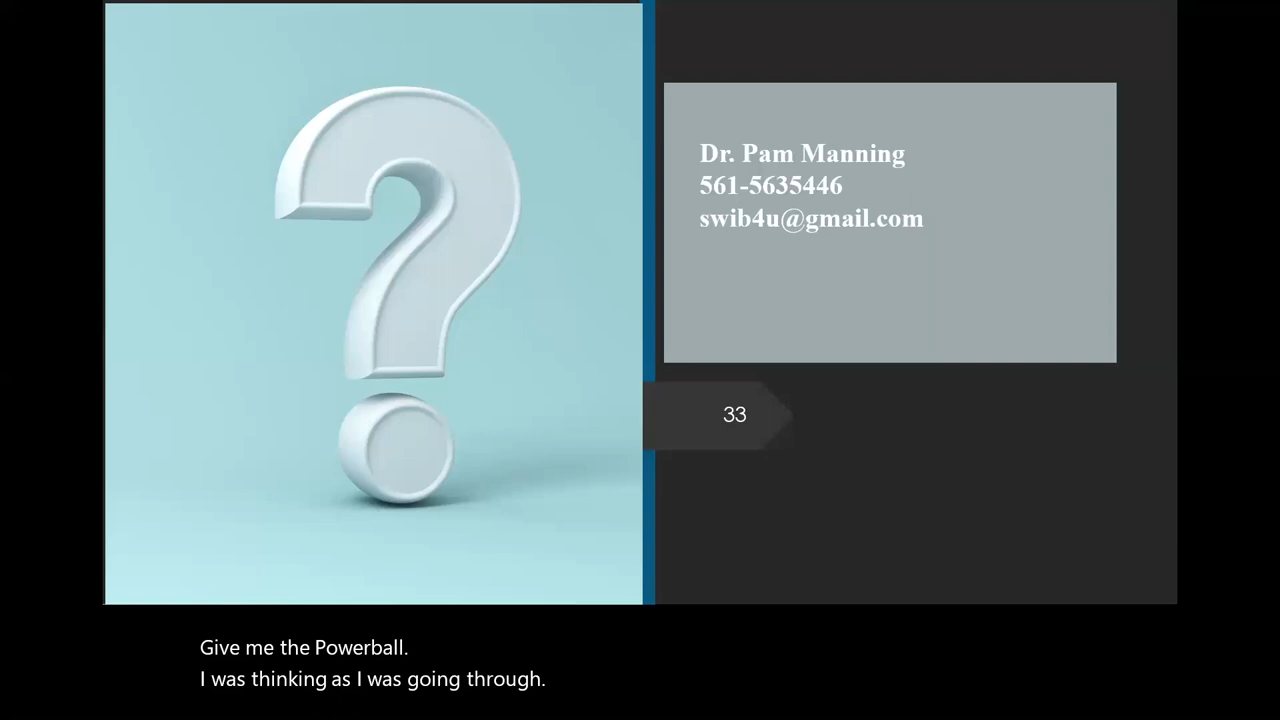 Dr. Pam Manning
561-5635446
swib4u@gmail.com
33
Give me the Powerball.
I was thinking as I was going through.